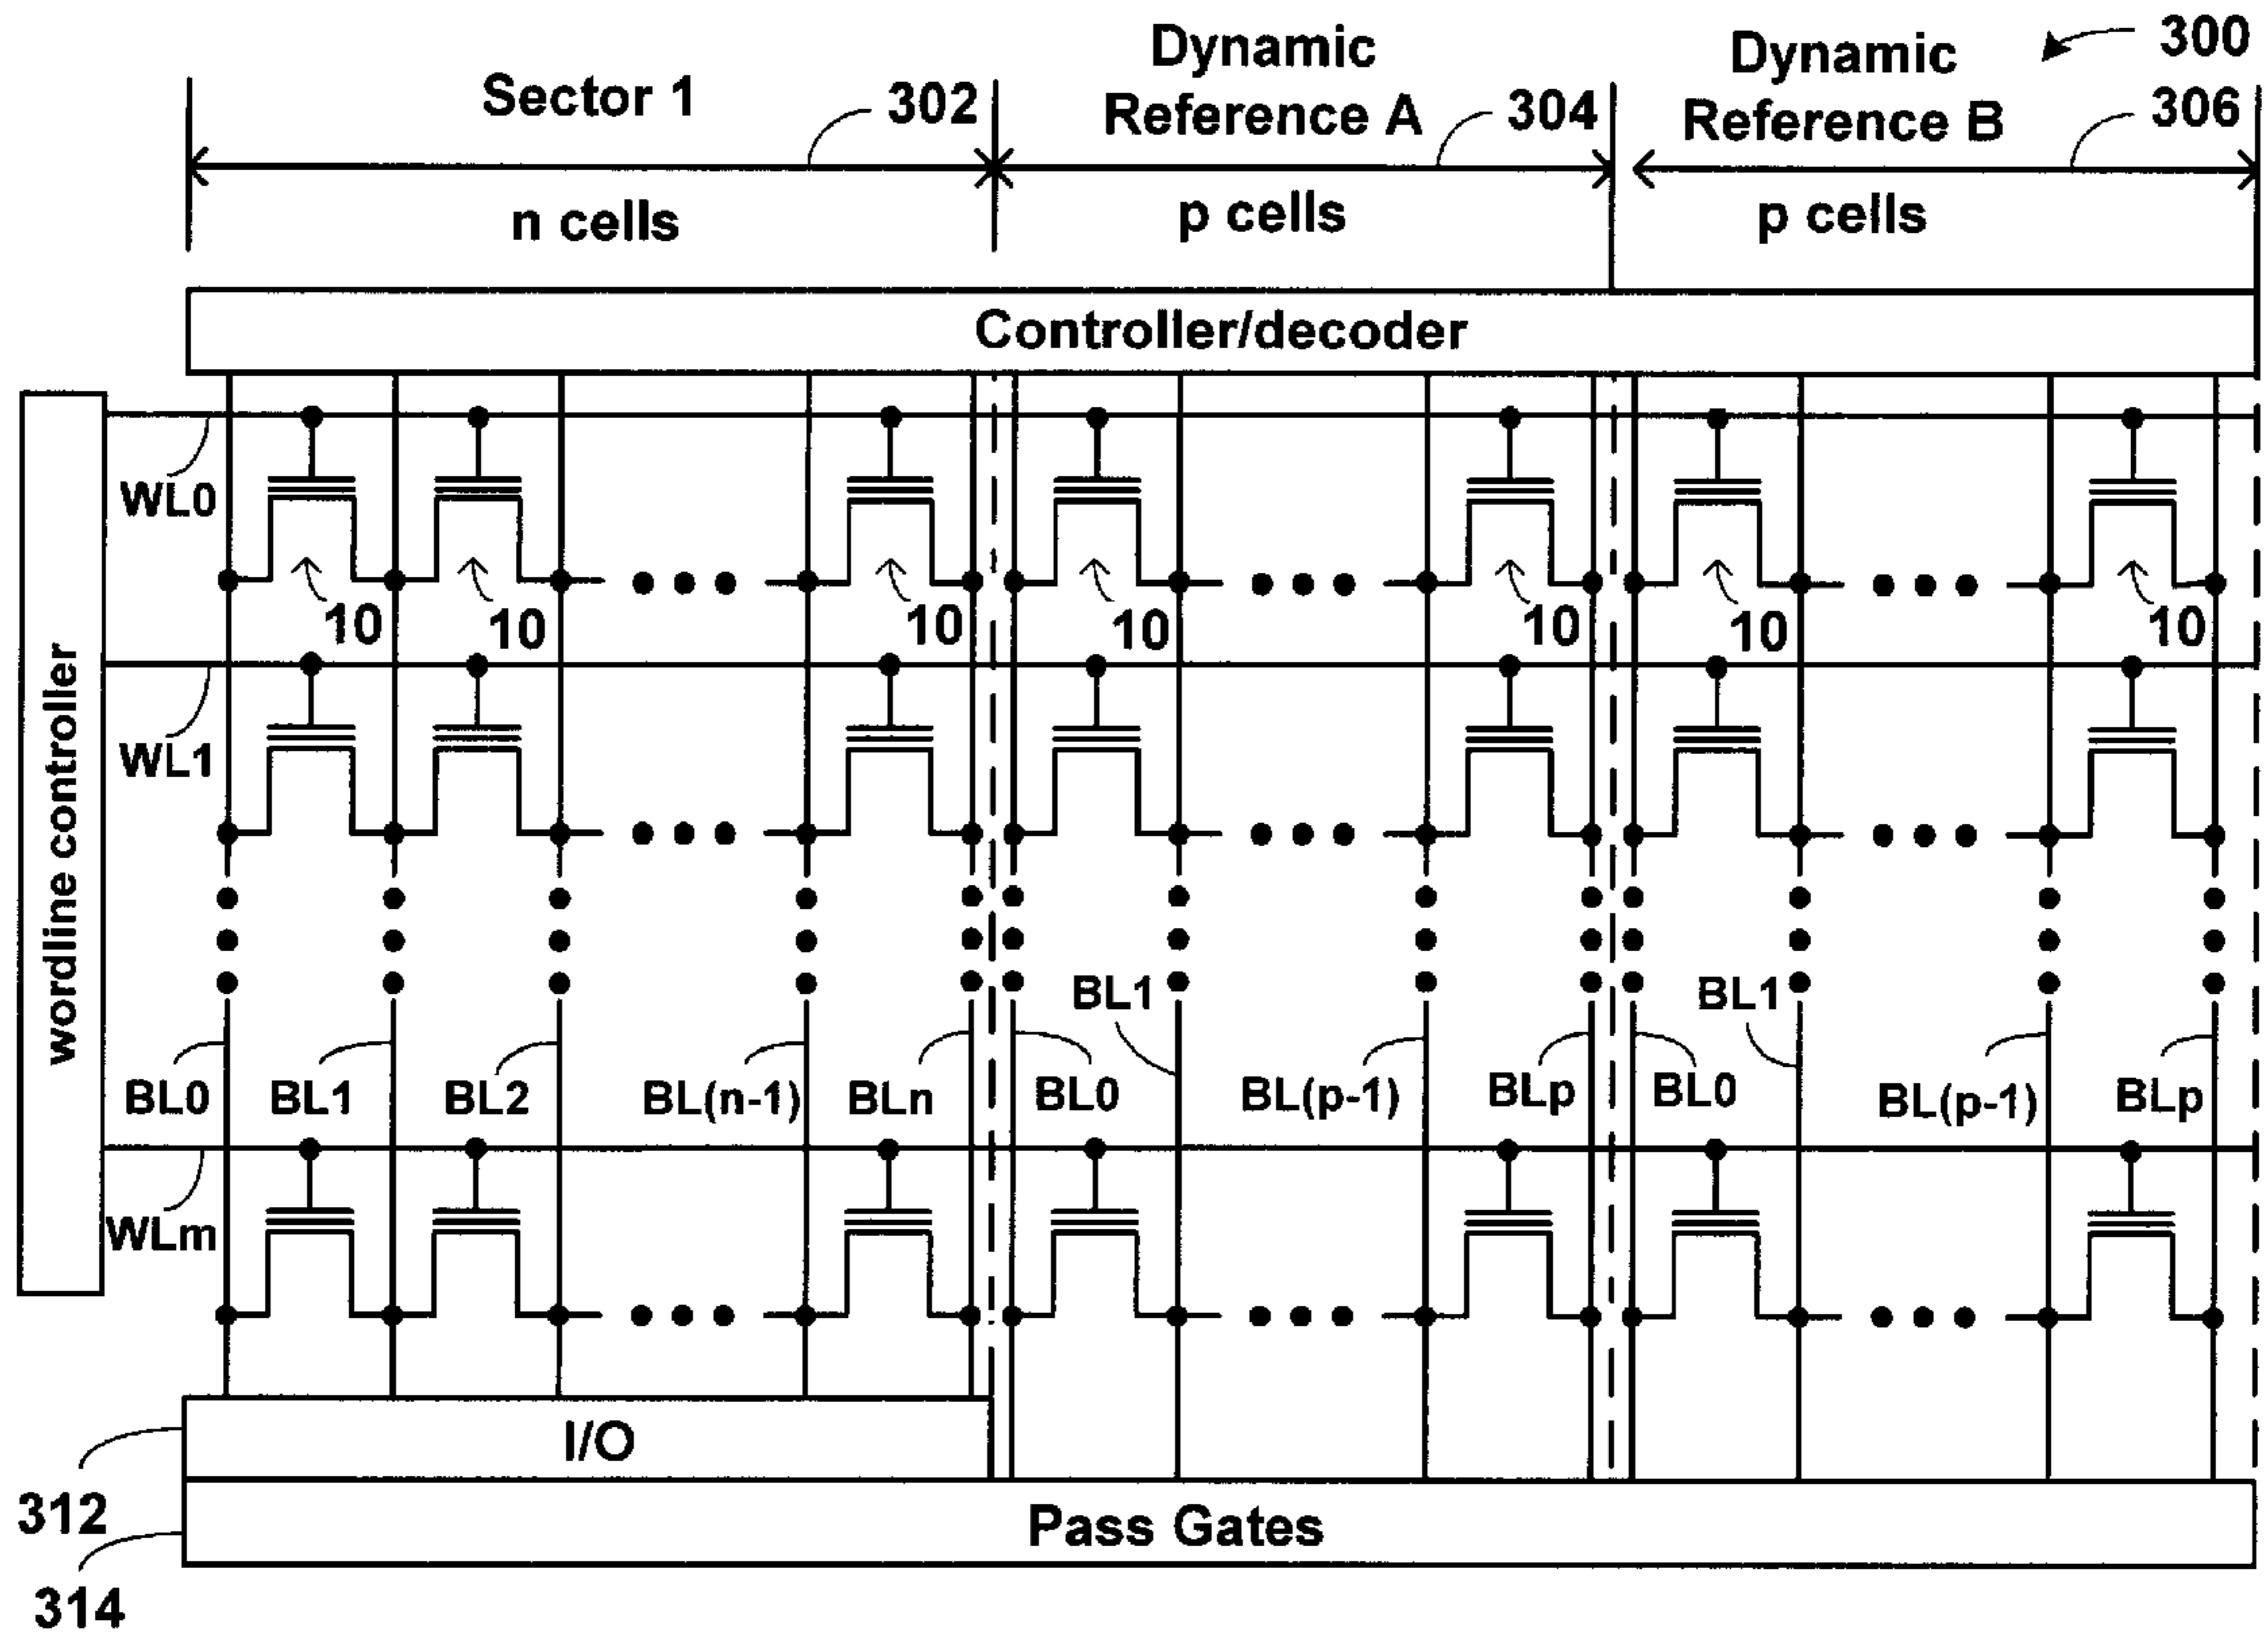 Dynamic
Reference A
Dynamic
Reference B
300
Sector 1
302
304
306
n cells
p cells
p cells
Controller/decoder
wordline controller
WL0
10
10
10
10
10
10
10
WL1
BL1
BL1
BL0
BL1
BL2
BL(n-1)
BLn
BL0
BL(p-1)
BLp
BL0
BL(p-1)
BLp
WLm
I/O
312
Pass Gates
314